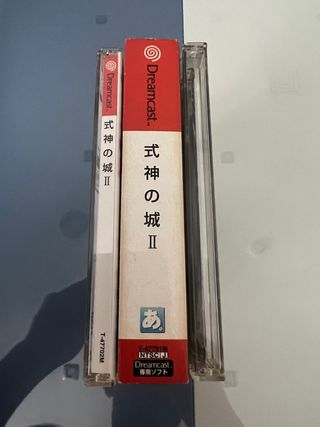 Dreamcast
式神の城Ⅱ
T-47702M
Dreamcast
式神の城Ⅱ
あ
T-47701M
NTSC J
Dreamcast
専用ソフト